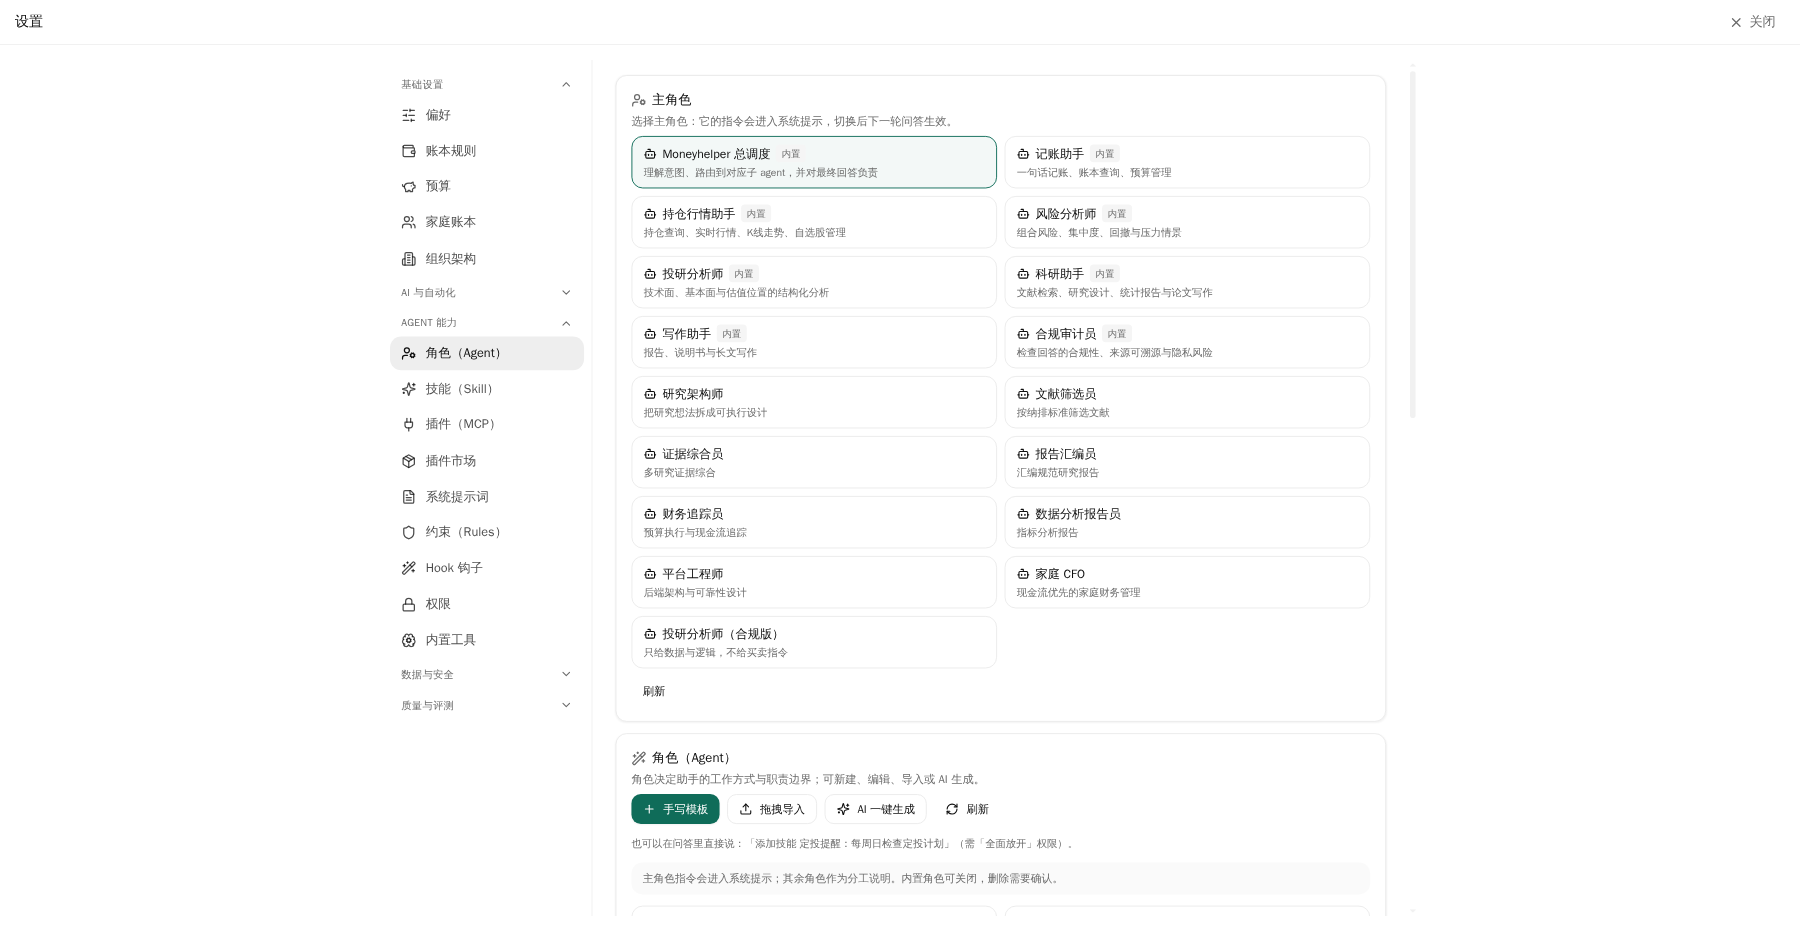 设置
关闭
基础设置
偏好
账本规则
预算
家庭账本
组织架构
AI 与自动化
AGENT 能力
角色（Agent）
技能（Skill）
插件（MCP）
插件市场
系统提示词
约束（Rules）
Hook 钩子
权限
内置工具
数据与安全
质量与评测
主角色
选择主角色：它的指令会进入系统提示，切换后下一轮问答生效。
Moneyhelper 总调度 内置
理解意图、路由到对应子 agent，并对最终回答负责
记账助手 内置
一句话记账、账本查询、预算管理
持仓行情助手 内置
持仓查询、实时行情、K线走势、自选股管理
风险分析师 内置
组合风险、集中度、回撤与压力情景
投研分析师 内置
技术面、基本面与估值位置的结构化分析
科研助手 内置
文献检索、研究设计、统计报告与论文写作
写作助手 内置
报告、说明书与长文写作
合规审计员 内置
检查回答的合规性、来源可溯源与隐私风险
研究架构师
把研究想法拆成可执行设计
文献筛选员
按纳排标准筛选文献
证据综合员
多研究证据综合
报告汇编员
汇编规范研究报告
财务追踪员
预算执行与现金流追踪
数据分析报告员
指标分析报告
平台工程师
后端架构与可靠性设计
家庭 CFO
现金流优先的家庭财务管理
投研分析师（合规版）
只给数据与逻辑，不给买卖指令
刷新
角色（Agent）
角色决定助手的工作方式与职责边界；可新建、编辑、导入或 AI 生成。
手写模板
拖拽导入
AI 一键生成
刷新
也可以在问答里直接说：「添加技能 定投提醒：每周日检查定投计划」（需「全面放开」权限）。
主角色指令会进入系统提示；其余角色作为分工说明。内置角色可关闭，删除需要确认。